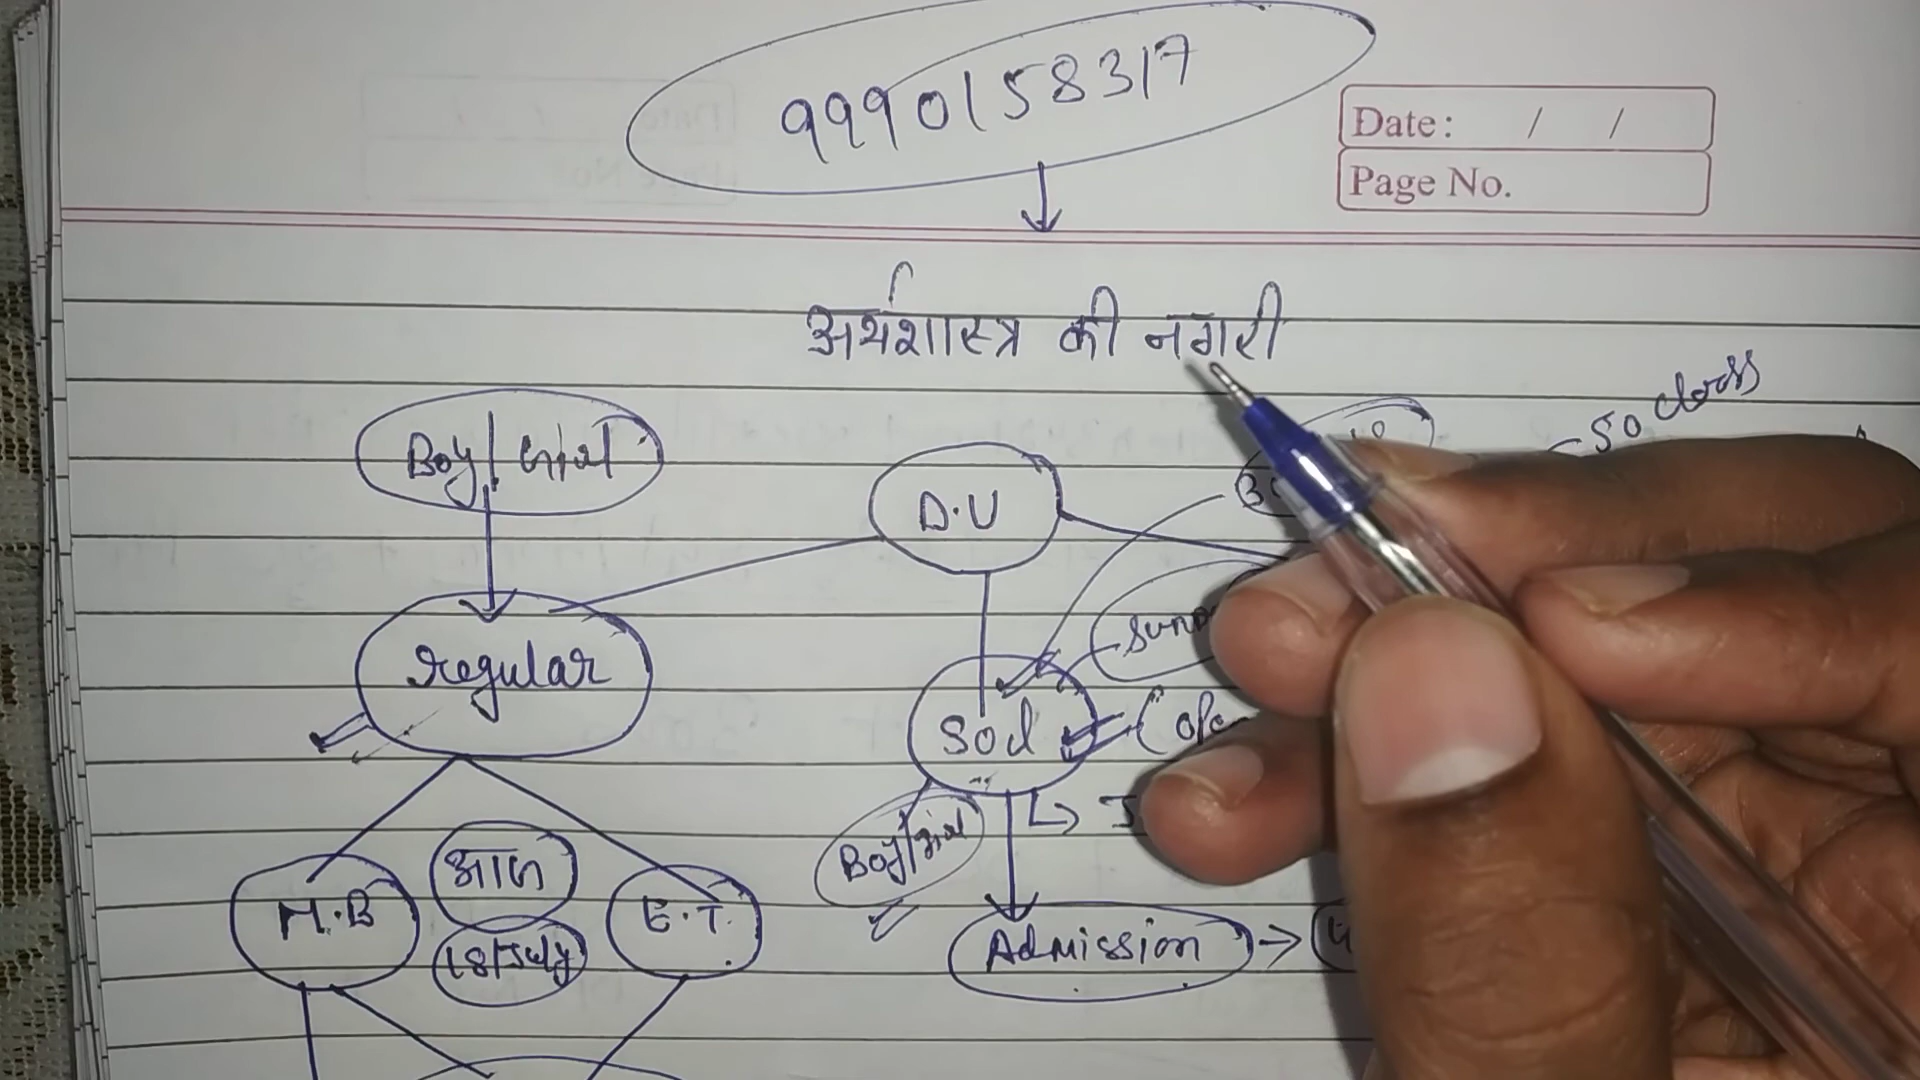 9990158317
Date: / /
Page No.
अर्थशास्त्र की नगरी
50 class
Boy/Girl
D.U
regular
Sol
Boy/Girl
आज
M.B
E.T.
18/July
Admission